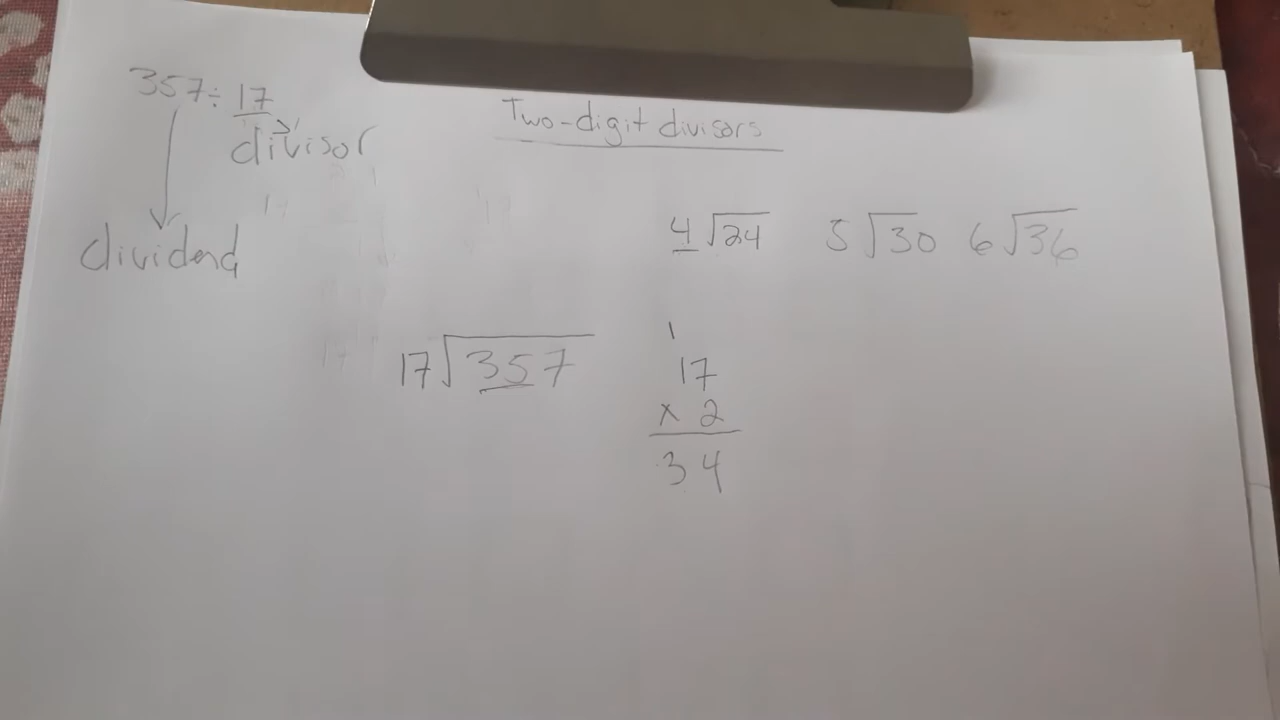 357÷17
divisor
dividend
Two-digit divisors
4√24 5√30 6√36
17√357
1
17
x 2
34